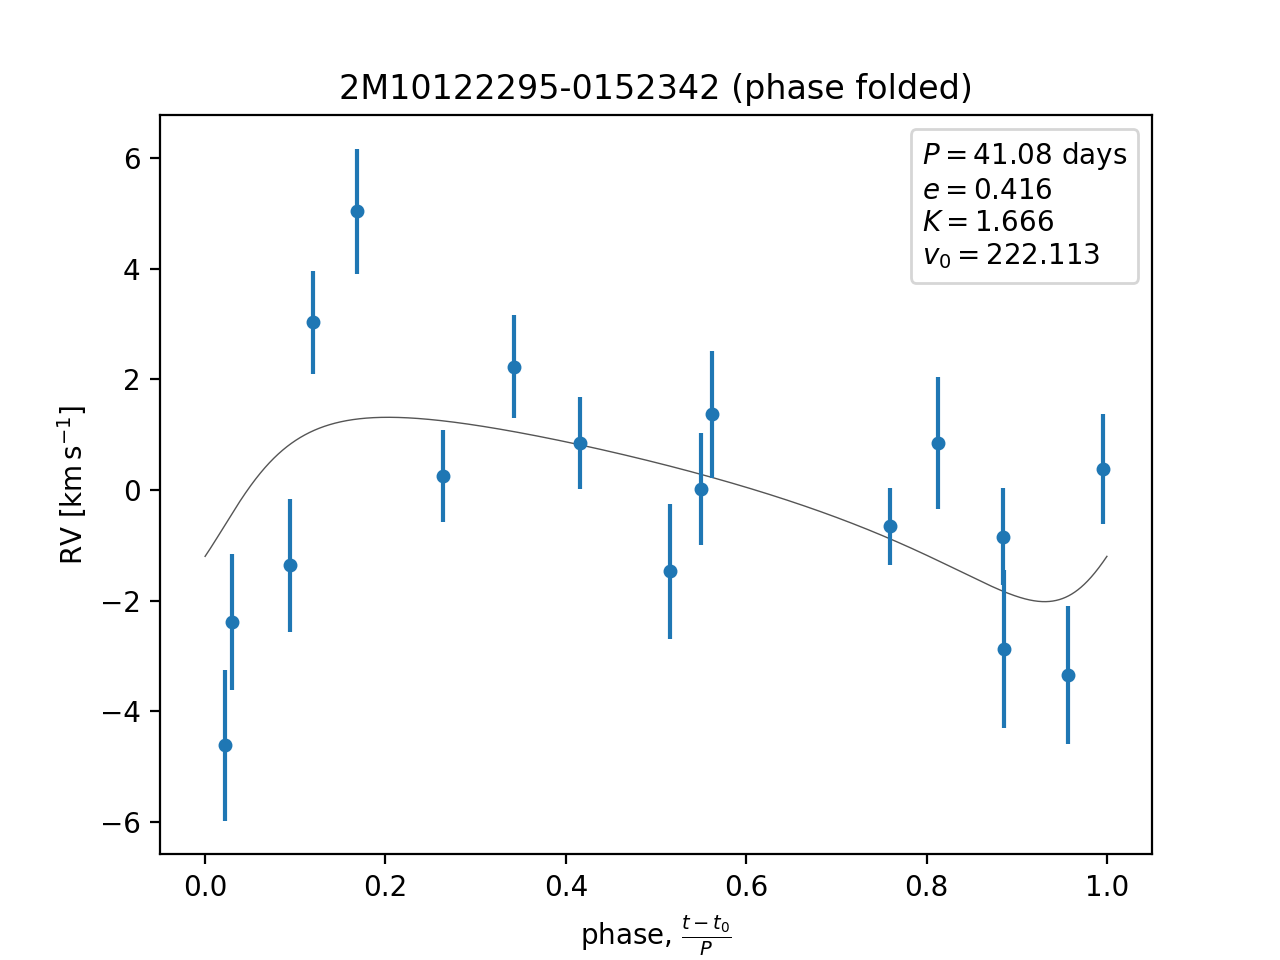 2M10122295-0152342 (phase folded)
P = 41.08 days
e = 0.416
K = 1.666
v₀ = 222.113
RV [km s⁻¹]
6
4
2
0
−2
−4
−6
0.0 0.2 0.4 0.6 0.8 1.0
phase, (t − t₀)/P